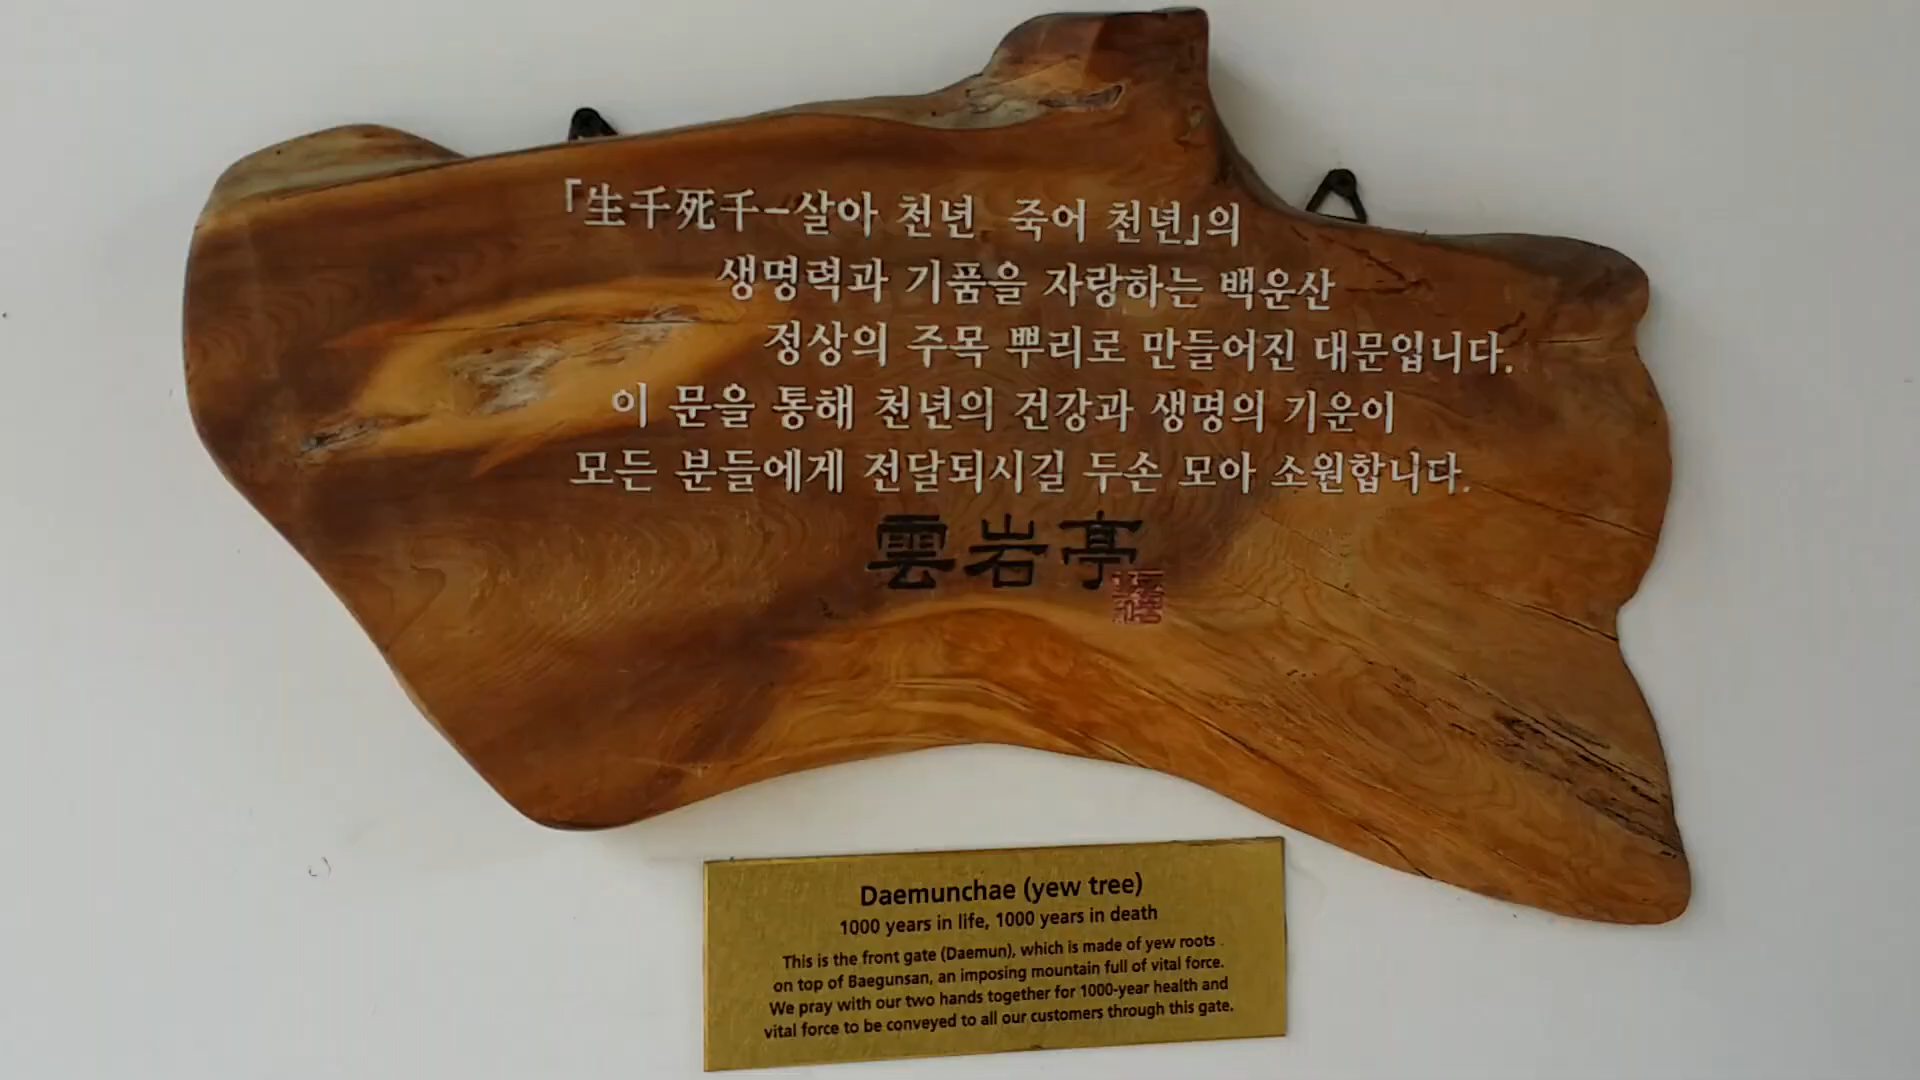 「生千死千-살아 천년 죽어 천년」의
생명력과 기품을 자랑하는 백운산
정상의 주목 뿌리로 만들어진 대문입니다.
이 문을 통해 천년의 건강과 생명의 기운이
모든 분들에게 전달되시길 두손 모아 소원합니다.
雲岩亭
Daemunchae (yew tree)
1000 years in life, 1000 years in death
This is the front gate (Daemun), which is made of yew roots
on top of Baegunsan, an imposing mountain full of vital force.
We pray with our two hands together for 1000-year health and
vital force to be conveyed to all our customers through this gate.